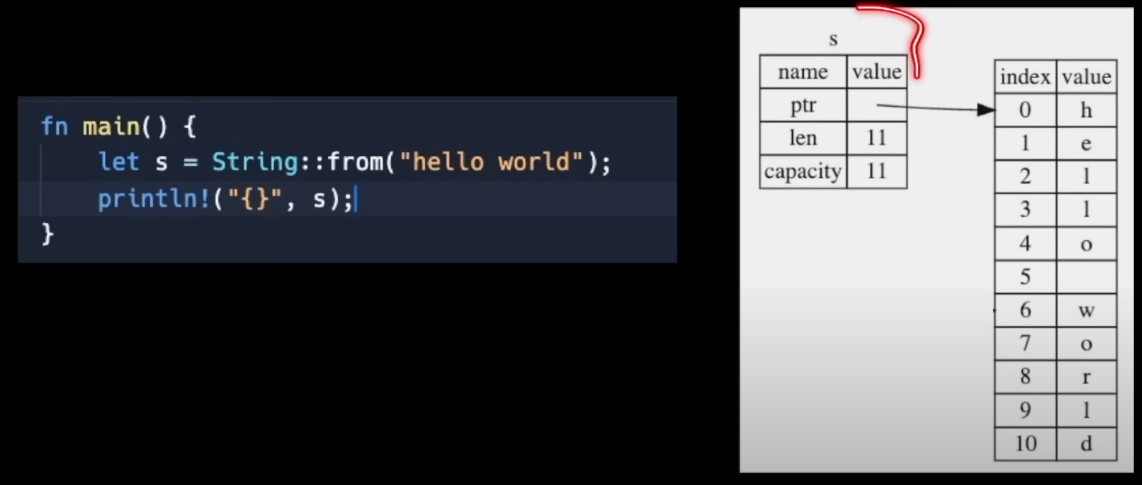 fn main() {
    let s = String::from("hello world");
    println!("{}", s);
}
s
name value
ptr
len 11
capacity 11
index value
0 h
1 e
2 l
3 l
4 o
5
6 w
7 o
8 r
9 l
10 d